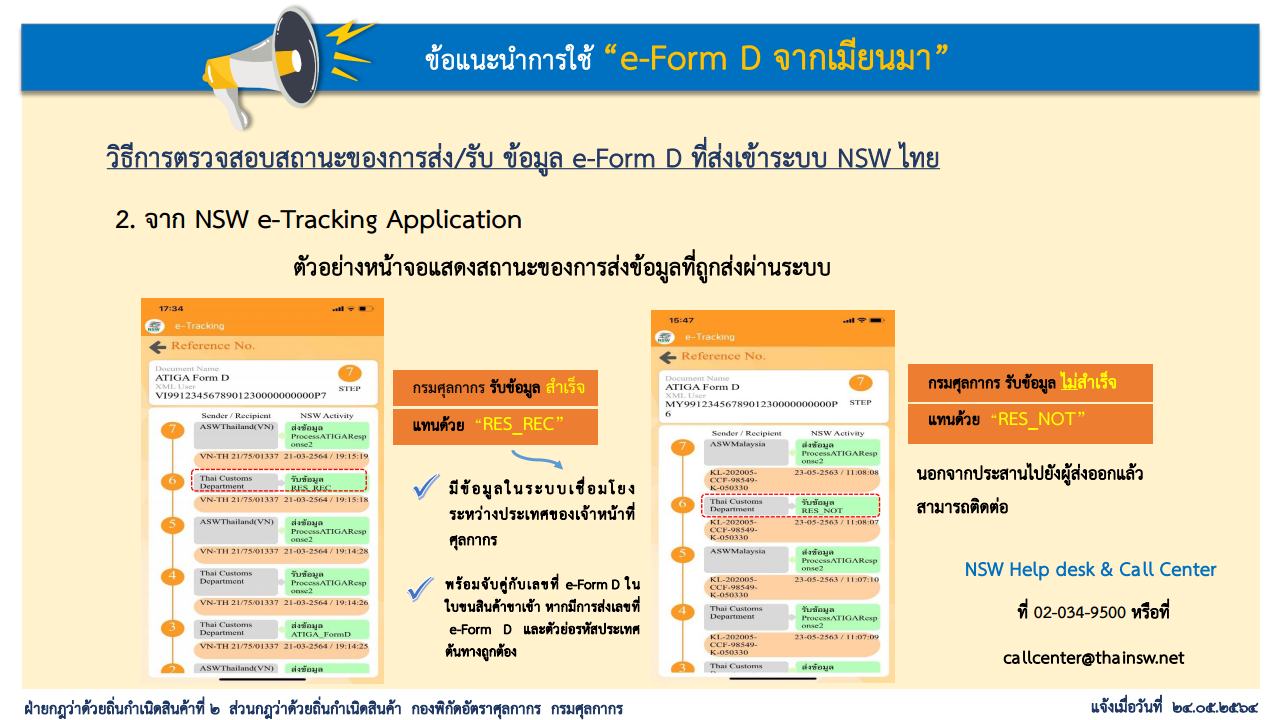 ข้อแนะนำการใช้ “e-Form D จากเมียนมา”
วิธีการตรวจสอบสถานะของการส่ง/รับ ข้อมูล e-Form D ที่ส่งเข้าระบบ NSW ไทย
2. จาก NSW e-Tracking Application
ตัวอย่างหน้าจอแสดงสถานะของการส่งข้อมูลที่ถูกส่งผ่านระบบ
17:34
NSW e-Tracking
Reference No.
Document Name
ATIGA Form D
XML User
VI99123456789012300000000000P7
7
STEP
Sender / Recipient NSW Activity
7 ASWThailand(VN) ส่งข้อมูล
ProcessATIGAResp
onse2
VN-TH 21/75/01337 21-03-2564 / 19:15:19
6 Thai Customs รับข้อมูล
Department RES_REC
VN-TH 21/75/01337 21-03-2564 / 19:15:18
5 ASWThailand(VN) ส่งข้อมูล
ProcessATIGAResp
onse2
VN-TH 21/75/01337 21-03-2564 / 19:14:28
4 Thai Customs รับข้อมูล
Department ProcessATIGAResp
onse2
VN-TH 21/75/01337 21-03-2564 / 19:14:26
3 Thai Customs ส่งข้อมูล
Department ATIGA_FormD
VN-TH 21/75/01337 21-03-2564 / 19:14:25
2 ASWThailand(VN) ส่งข้อมูล
กรมศุลกากร รับข้อมูล สำเร็จ
แทนด้วย “RES_REC”
มีข้อมูลในระบบเชื่อมโยง
ระหว่างประเทศของเจ้าหน้าที่
ศุลกากร
พร้อมจับคู่กับเลขที่ e-Form D ใน
ใบขนสินค้าขาเข้า หากมีการส่งเลขที่
e-Form D และตัวย่อรหัสประเทศ
ต้นทางถูกต้อง
15:47
NSW e-Tracking
Reference No.
Document Name
ATIGA Form D
XML User
MY99123456789012300000000000P
6
7
STEP
Sender / Recipient NSW Activity
7 ASWMalaysia ส่งข้อมูล
ProcessATIGAResp
onse2
KL-202005- 23-05-2563 / 11:08:08
CCF-98549-
K-050330
6 Thai Customs รับข้อมูล
Department RES_NOT
KL-202005- 23-05-2563 / 11:08:07
CCF-98549-
K-050330
5 ASWMalaysia ส่งข้อมูล
ProcessATIGAResp
onse2
KL-202005- 23-05-2563 / 11:07:10
CCF-98549-
K-050330
4 Thai Customs รับข้อมูล
Department ProcessATIGAResp
onse2
KL-202005- 23-05-2563 / 11:07:09
CCF-98549-
K-050330
3 Thai Customs ส่งข้อมูล
กรมศุลกากร รับข้อมูล ไม่สำเร็จ
แทนด้วย “RES_NOT”
นอกจากประสานไปยังผู้ส่งออกแล้ว
สามารถติดต่อ
NSW Help desk & Call Center
ที่ 02-034-9500 หรือที่
callcenter@thainsw.net
ฝ่ายกฎว่าด้วยถิ่นกำเนิดสินค้าที่ ๒ ส่วนกฎว่าด้วยถิ่นกำเนิดสินค้า กองพิกัดอัตราศุลกากร กรมศุลกากร
แจ้งเมื่อวันที่ ๒๔.๐๕.๒๕๖๔